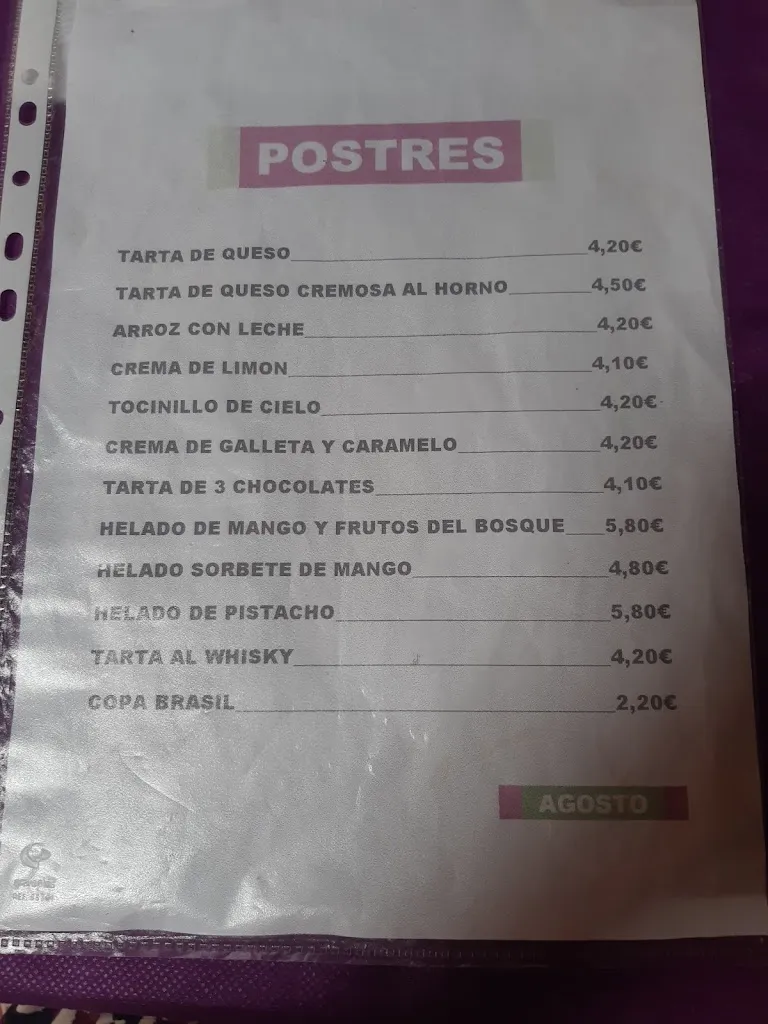 POSTRES
TARTA DE QUESO 4,20€
TARTA DE QUESO CREMOSA AL HORNO 4,50€
ARROZ CON LECHE 4,20€
CREMA DE LIMON 4,10€
TOCINILLO DE CIELO 4,20€
CREMA DE GALLETA Y CARAMELO 4,20€
TARTA DE 3 CHOCOLATES 4,10€
HELADO DE MANGO Y FRUTOS DEL BOSQUE 5,80€
HELADO SORBETE DE MANGO 4,80€
HELADO DE PISTACHO 5,80€
TARTA AL WHISKY 4,20€
COPA BRASIL 2,20€
AGOSTO